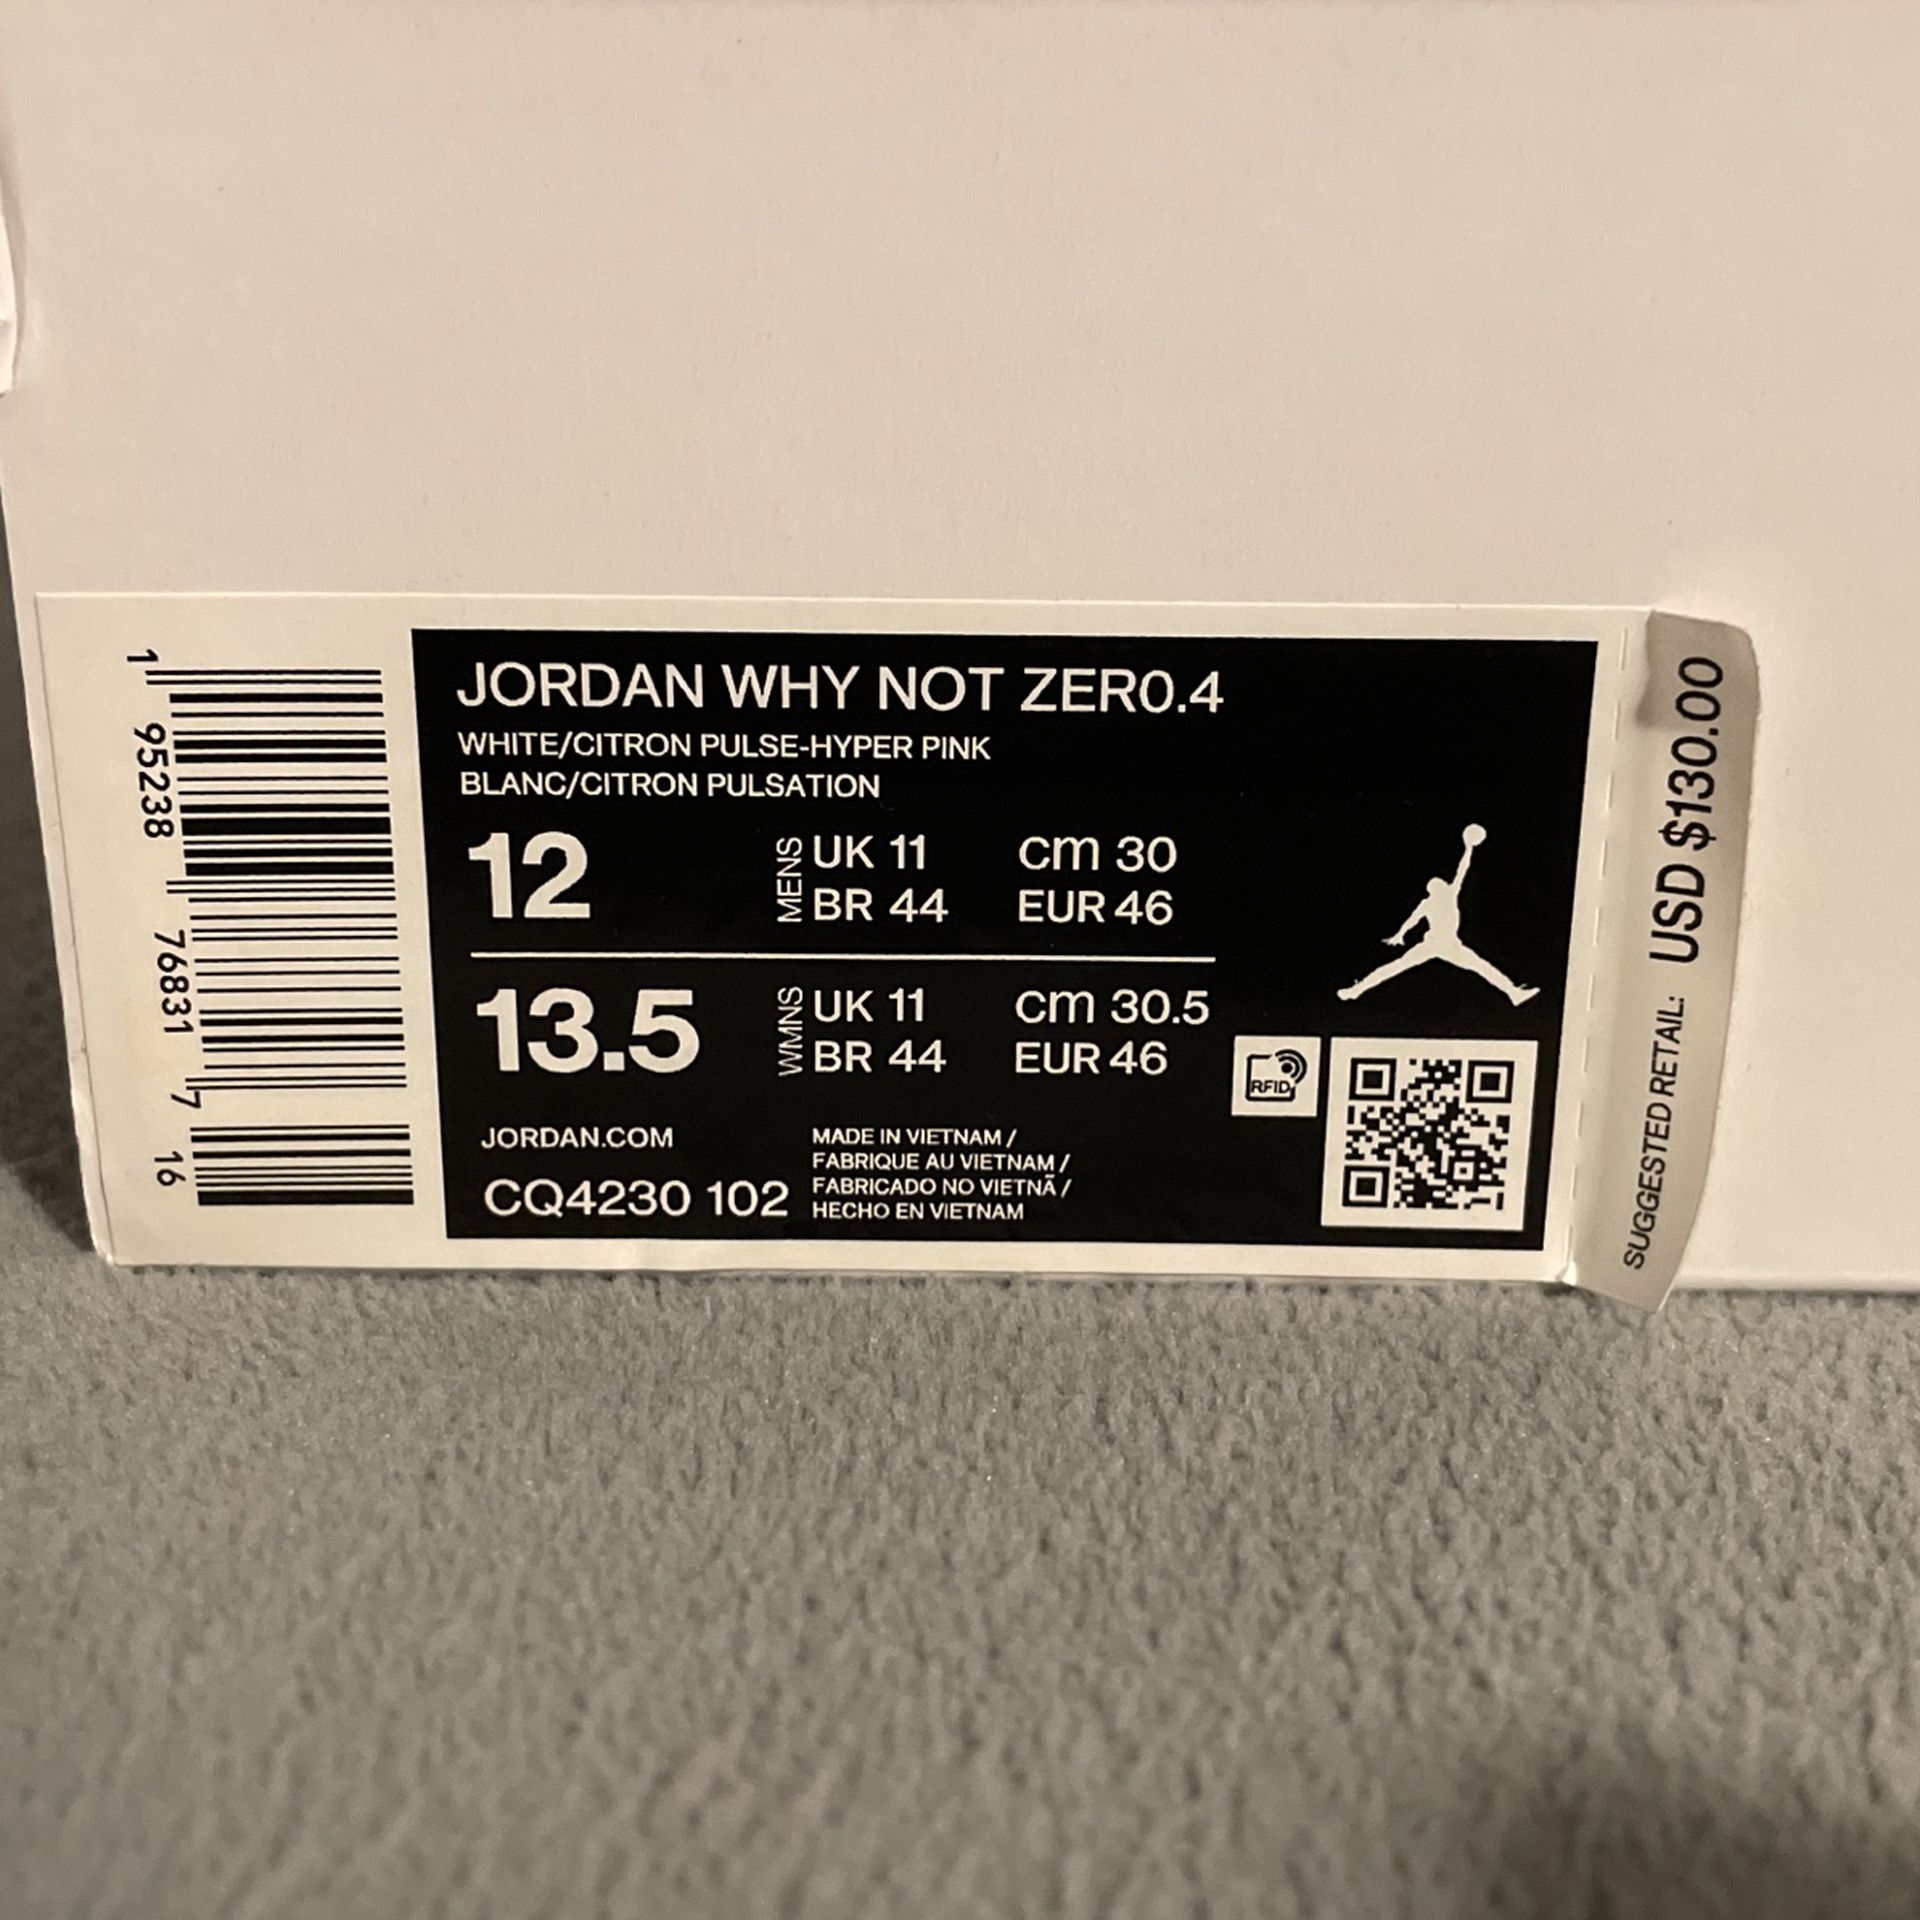 1 95238 76831 7 16
JORDAN WHY NOT ZER0.4
WHITE/CITRON PULSE-HYPER PINK
BLANC/CITRON PULSATION
12 MENS UK 11 cm 30
BR 44 EUR 46
13.5 WMNS UK 11 cm 30.5
BR 44 EUR 46
RFID
JORDAN.COM
CQ4230 102
MADE IN VIETNAM /
FABRIQUE AU VIETNAM /
FABRICADO NO VIETNÃ /
HECHO EN VIETNAM
SUGGESTED RETAIL: USD $130.00